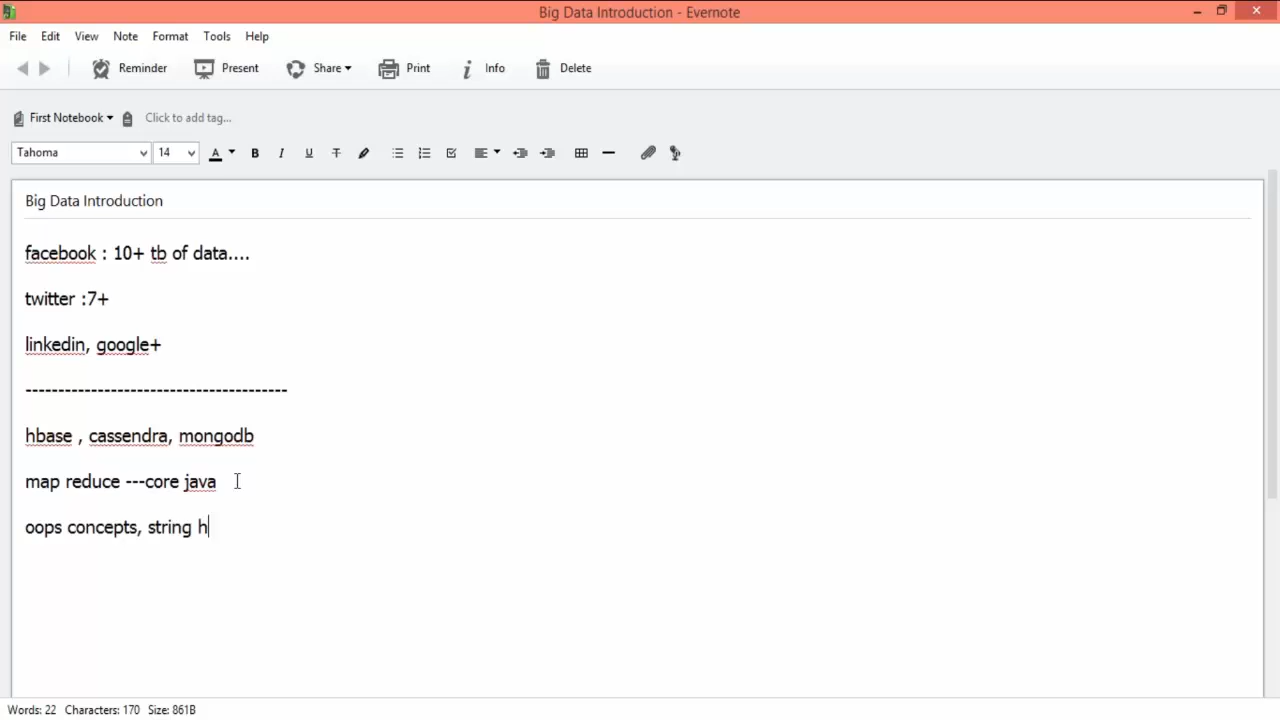 Big Data Introduction - Evernote
File Edit View Note Format Tools Help
Reminder Present Share Print Info Delete
First Notebook Click to add tag...
Tahoma 14 A B I U T
Big Data Introduction
facebook : 10+ tb of data....
twitter :7+
linkedin, google+
----------------------------------------
hbase , cassendra, mongodb
map reduce ---core java
oops concepts, string h
Words: 22 Characters: 170 Size: 861B